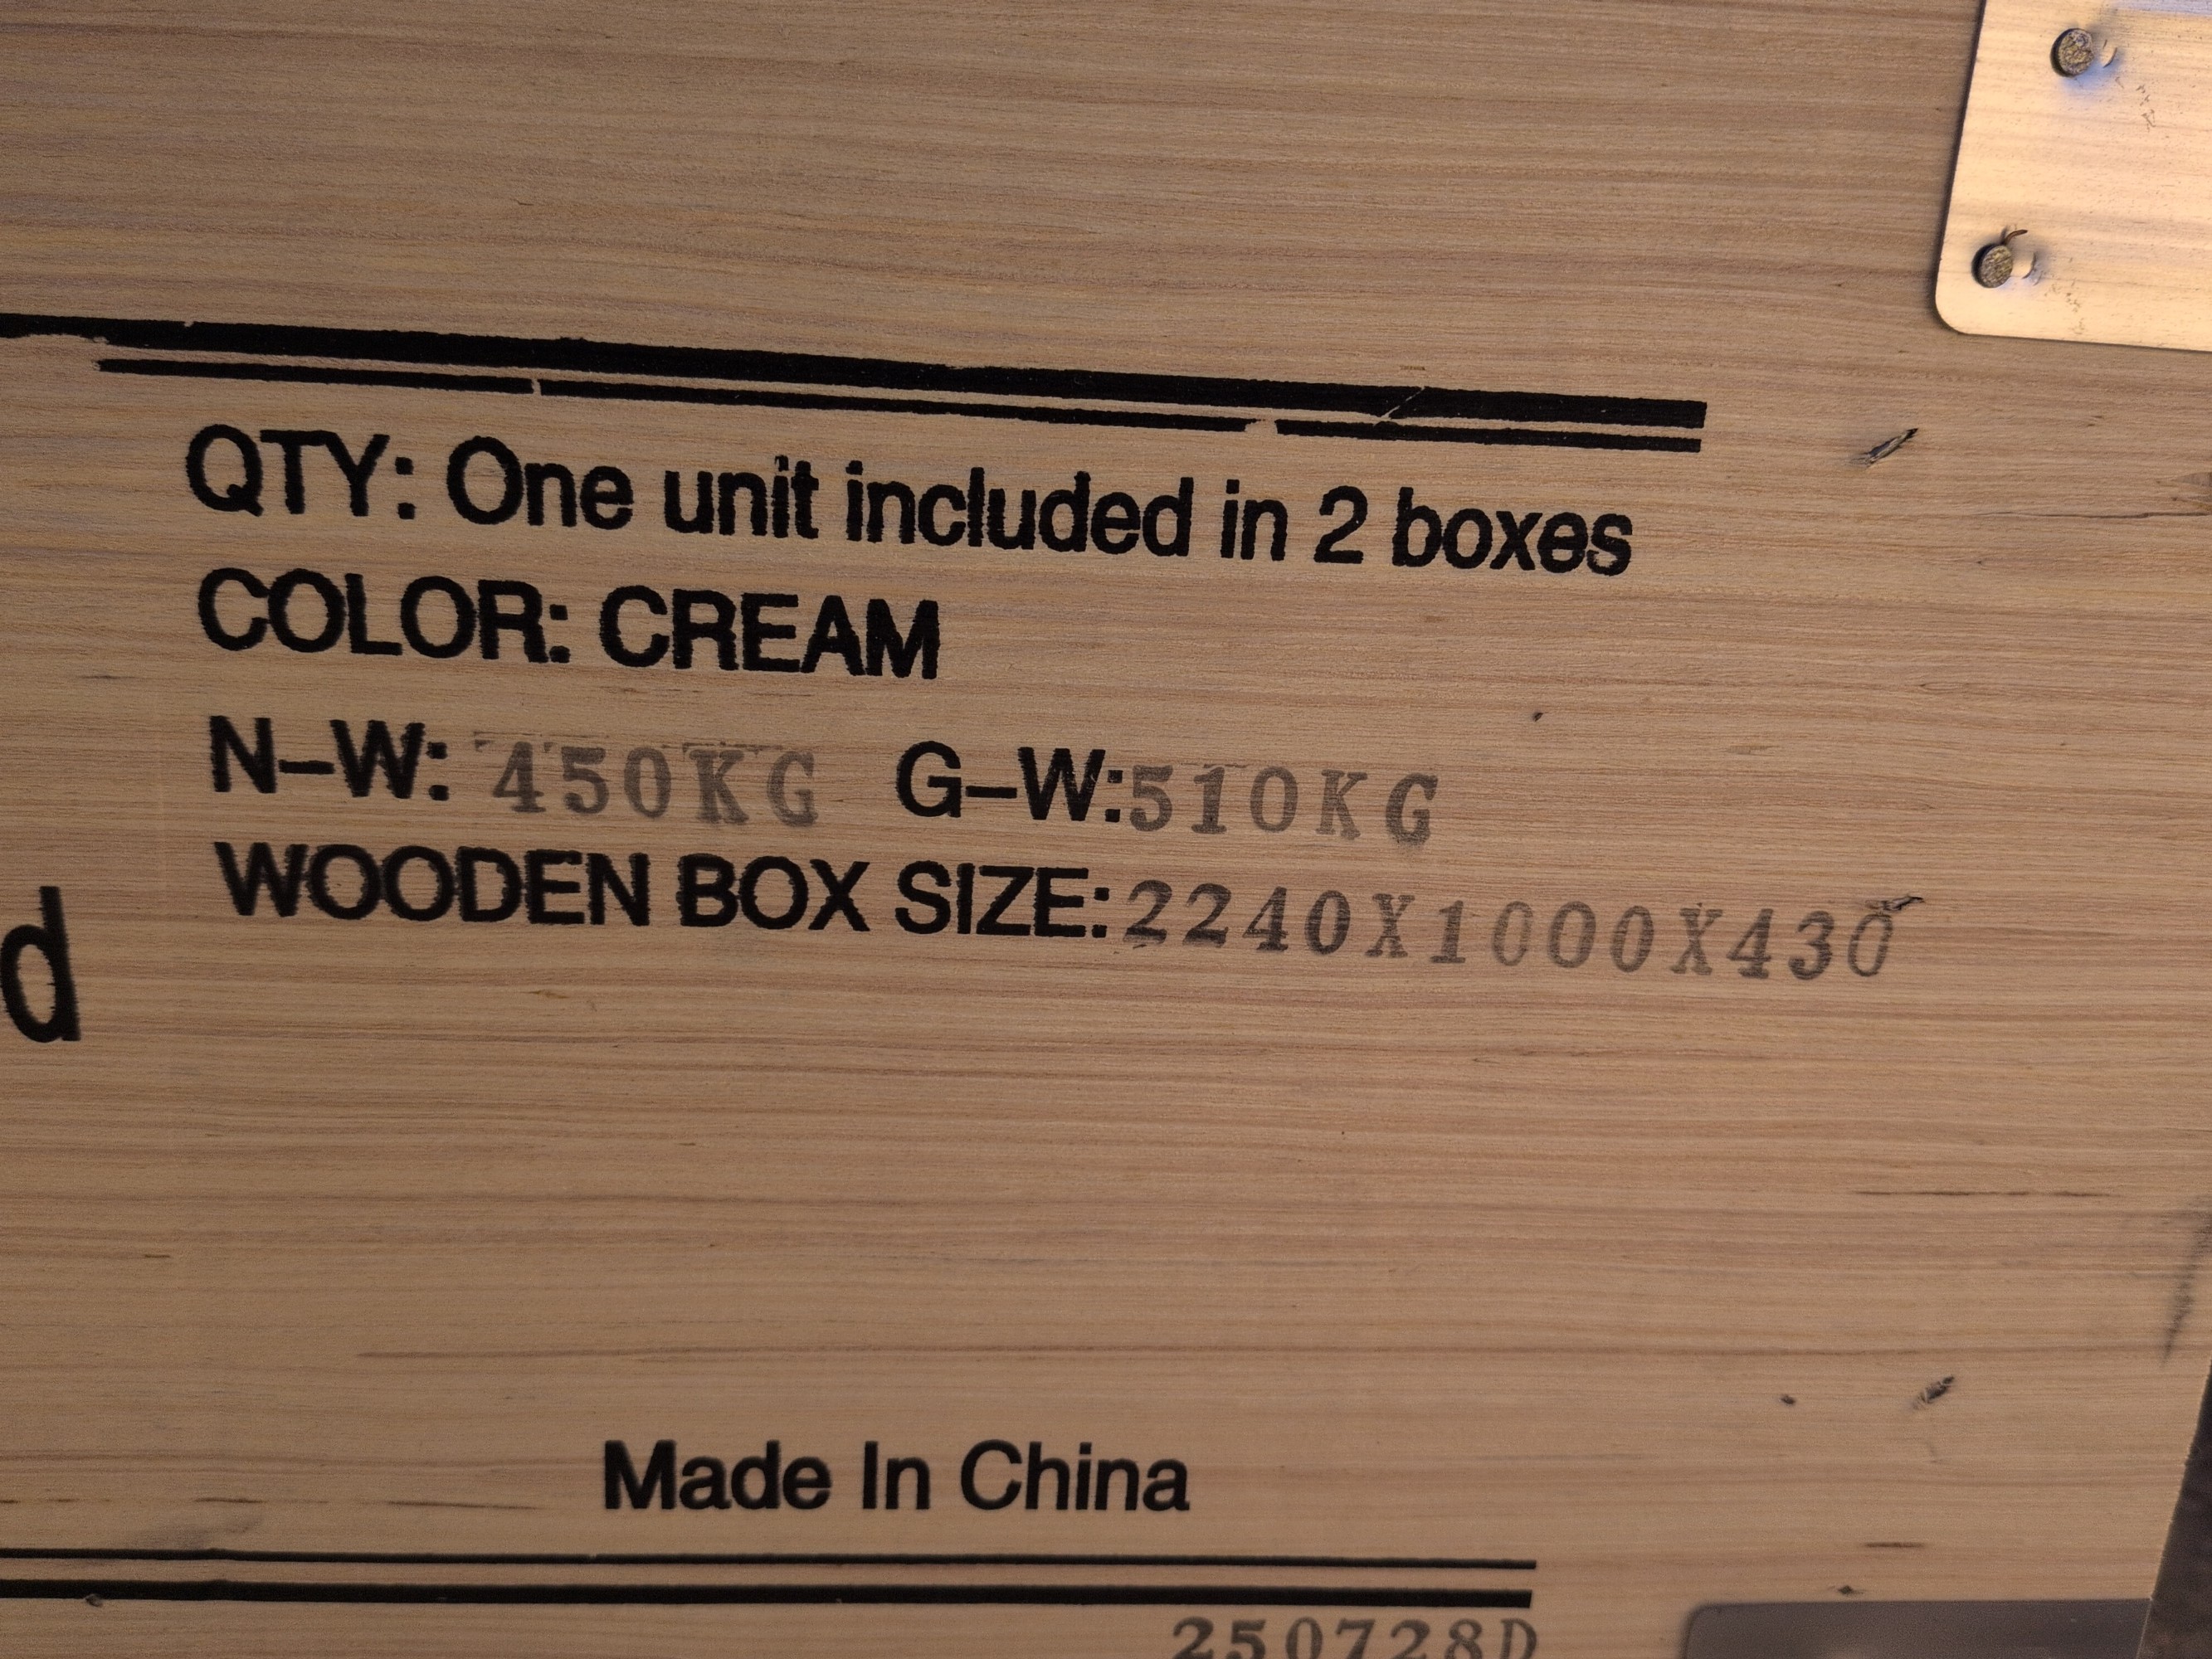 QTY: One unit included in 2 boxes
COLOR: CREAM
N–W: 450KG G–W:510KG
WOODEN BOX SIZE:2240X1000X430
d
Made In China
250728D